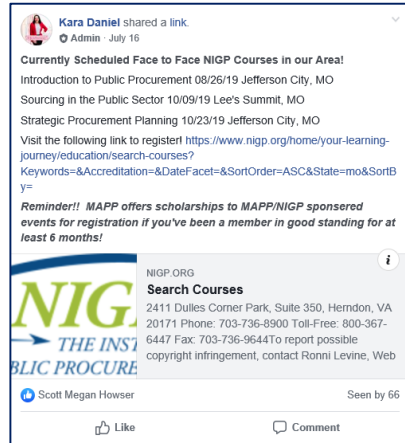 Kara Daniel shared a link.
Admin · July 16
Currently Scheduled Face to Face NIGP Courses in our Area!
Introduction to Public Procurement 08/26/19 Jefferson City, MO
Sourcing in the Public Sector 10/09/19 Lee's Summit, MO
Strategic Procurement Planning 10/23/19 Jefferson City, MO
Visit the following link to register! https://www.nigp.org/home/your-learning-
journey/education/search-courses?
Keywords=&Accreditation=&DateFacet=&SortOrder=ASC&State=mo&SortB
y=
Reminder!! MAPP offers scholarships to MAPP/NIGP sponsered
events for registration if you've been a member in good standing for at
least 6 months!
i
NIG
THE INST
BLIC PROCURE
NIGP.ORG
Search Courses
2411 Dulles Corner Park, Suite 350, Herndon, VA
20171 Phone: 703-736-8900 Toll-Free: 800-367-
6447 Fax: 703-736-9644To report possible
copyright infringement, contact Ronni Levine, Web
Scott Megan Howser
Seen by 66
Like
Comment